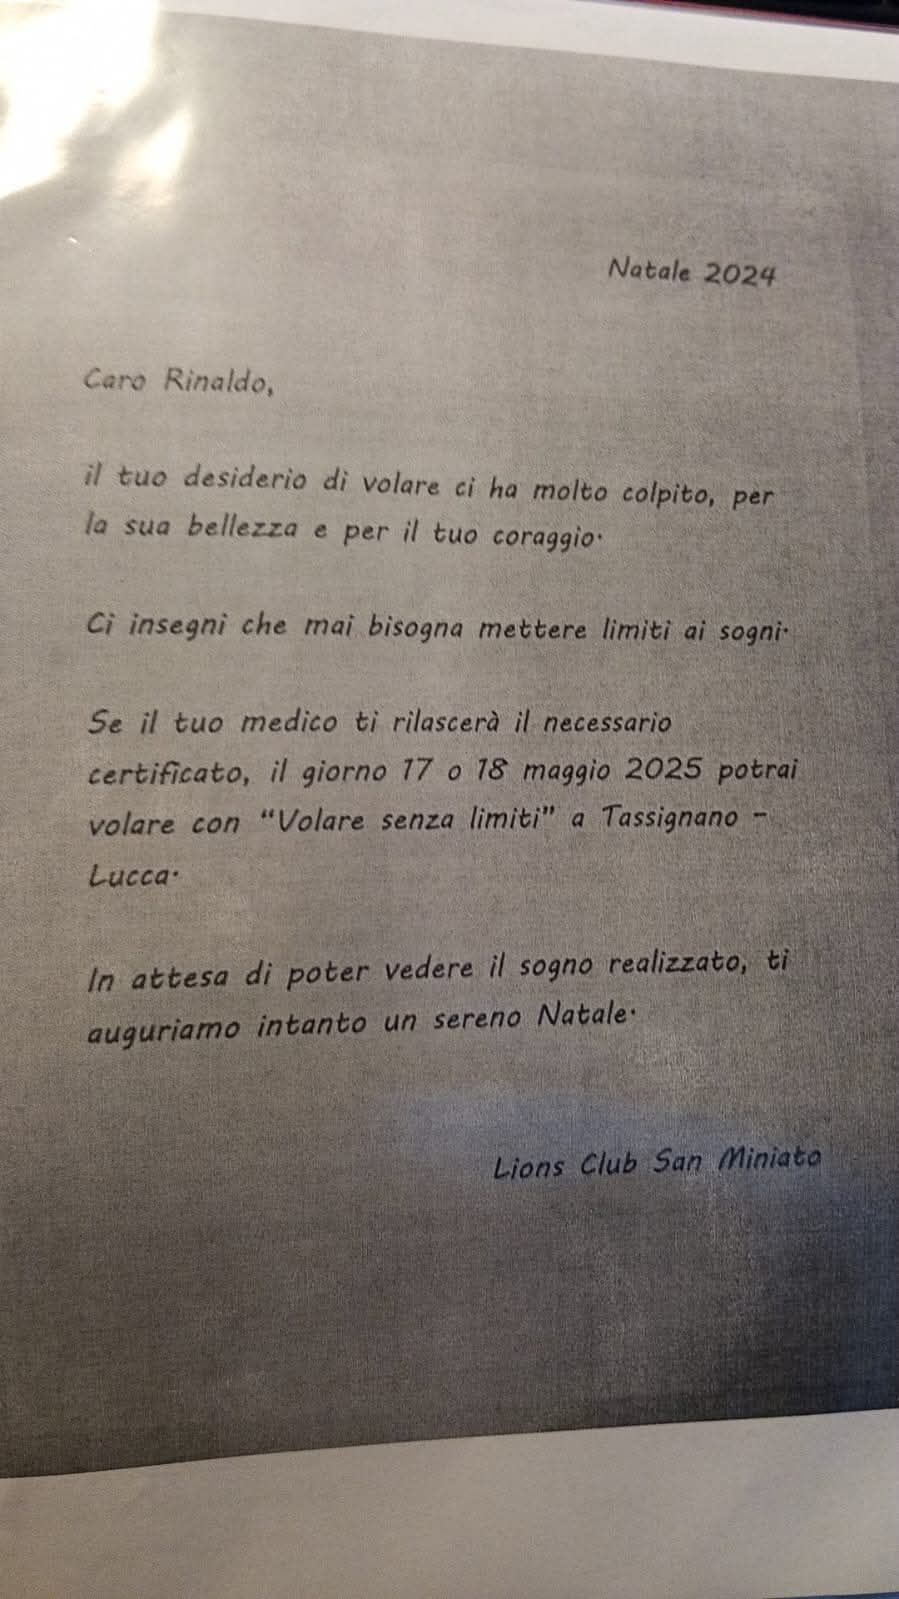 Natale 2024
Caro Rinaldo,
il tuo desiderio di volare ci ha molto colpito, per
la sua bellezza e per il tuo coraggio.
Ci insegni che mai bisogna mettere limiti ai sogni.
Se il tuo medico ti rilascerà il necessario
certificato, il giorno 17 o 18 maggio 2025 potrai
volare con “Volare senza limiti” a Tassignano -
Lucca.
In attesa di poter vedere il sogno realizzato, ti
auguriamo intanto un sereno Natale.
Lions Club San Miniato